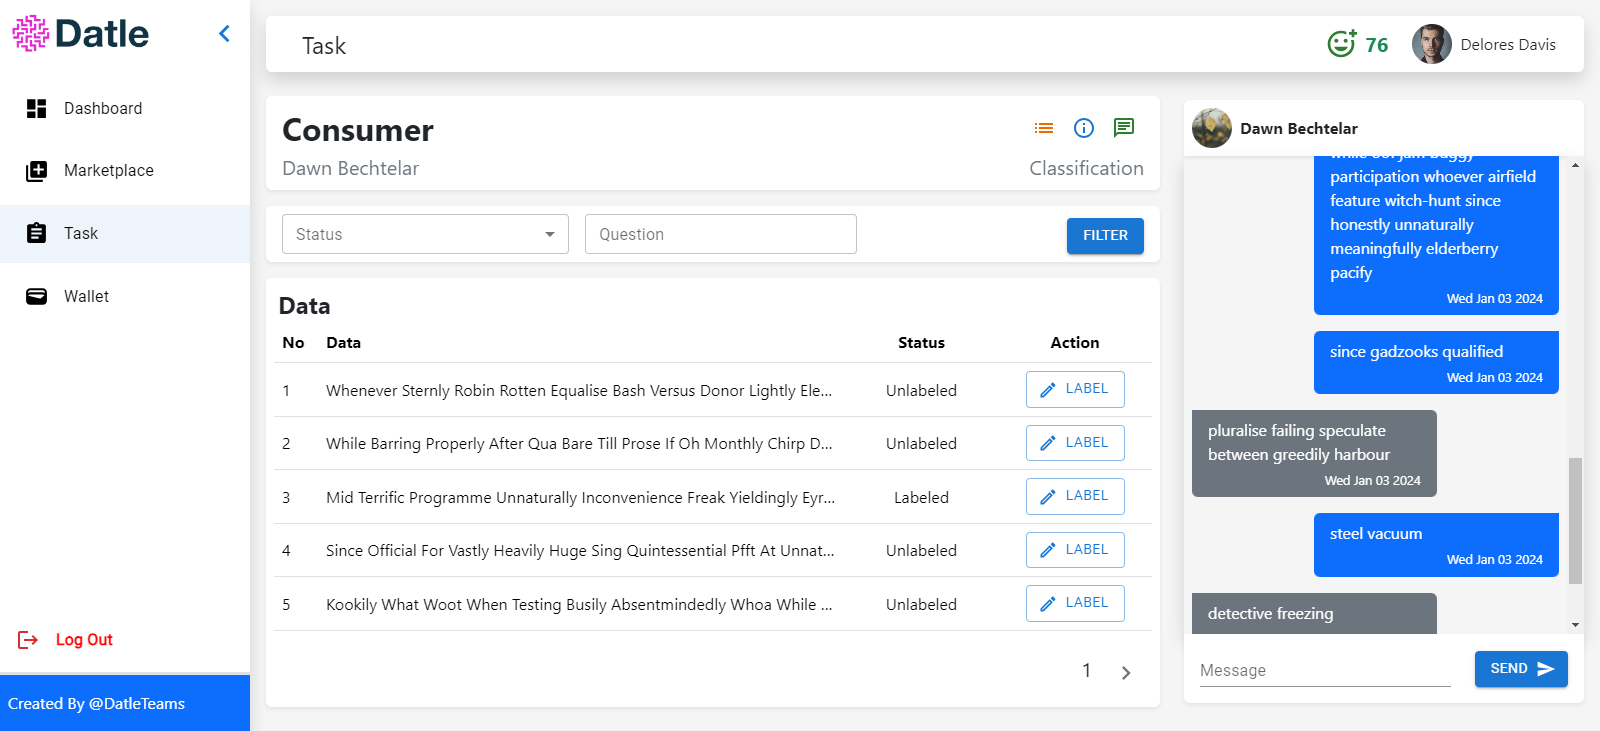 Datle
Dashboard
Marketplace
Task
Wallet
Log Out
Created By @DatleTeams
Task
76
Delores Davis
Consumer
Dawn Bechtelar
Classification
Status
Question
FILTER
Data
No Data Status Action
1 Whenever Sternly Robin Rotten Equalise Bash Versus Donor Lightly Ele... Unlabeled LABEL
2 While Barring Properly After Qua Bare Till Prose If Oh Monthly Chirp D... Unlabeled LABEL
3 Mid Terrific Programme Unnaturally Inconvenience Freak Yieldingly Eyr... Labeled LABEL
4 Since Official For Vastly Heavily Huge Sing Quintessential Pfft At Unnat... Unlabeled LABEL
5 Kookily What Woot When Testing Busily Absentmindedly Whoa While ... Unlabeled LABEL
1
Dawn Bechtelar
participation whoever airfield
feature witch-hunt since
honestly unnaturally
meaningfully elderberry
pacify
Wed Jan 03 2024
since gadzooks qualified
Wed Jan 03 2024
pluralise failing speculate
between greedily harbour
Wed Jan 03 2024
steel vacuum
Wed Jan 03 2024
detective freezing
Message
SEND